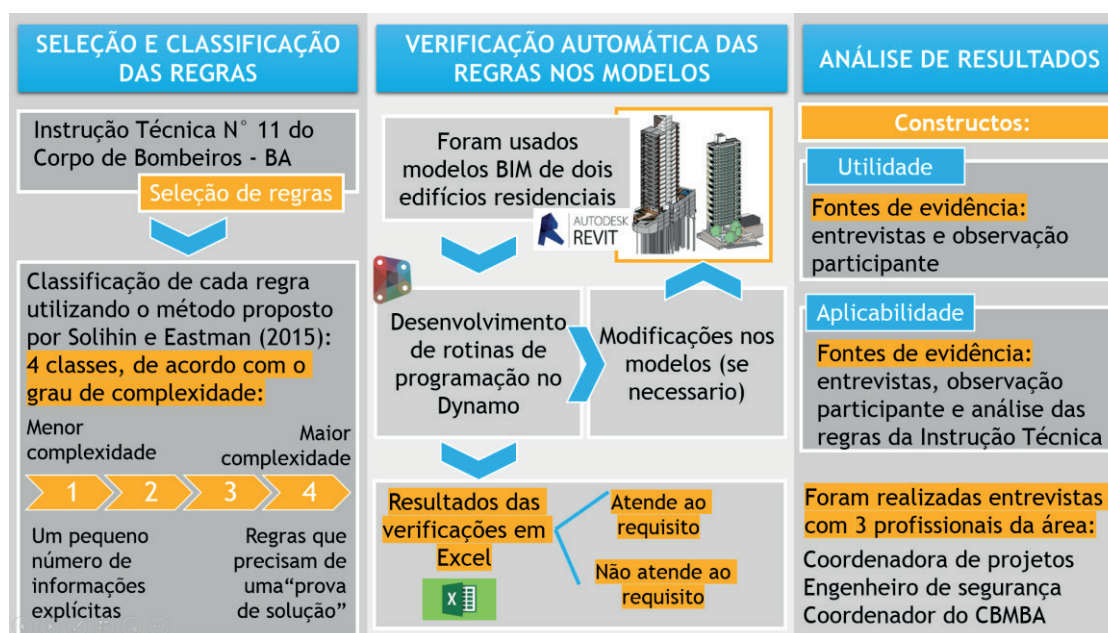 SELEÇÃO E CLASSIFICAÇÃO
DAS REGRAS
Instrução Técnica N° 11 do
Corpo de Bombeiros - BA
Seleção de regras
Classificação de cada regra
utilizando o método proposto
por Solihin e Eastman (2015):
4 classes, de acordo com o
grau de complexidade:
Menor
complexidade
Maior
complexidade
1 2 3 4
Um pequeno
número de
informações
explícitas
Regras que
precisam de
uma“prova
de solução”
VERIFICAÇÃO AUTOMÁTICA DAS
REGRAS NOS MODELOS
Foram usados
modelos BIM de dois
edifícios residenciais
AUTODESK
REVIT
Desenvolvimento
de rotinas de
programação no
Dynamo
Modificações nos
modelos (se
necessario)
Resultados das
verificações em
Excel
Atende ao
requisito
Não atende ao
requisito
ANÁLISE DE RESULTADOS
Constructos:
Utilidade
Fontes de evidência:
entrevistas e observação
participante
Aplicabilidade
Fontes de evidência:
entrevistas, observação
participante e análise das
regras da Instrução Técnica
Foram realizadas entrevistas
com 3 profissionais da área:
Coordenadora de projetos
Engenheiro de segurança
Coordenador do CBMBA